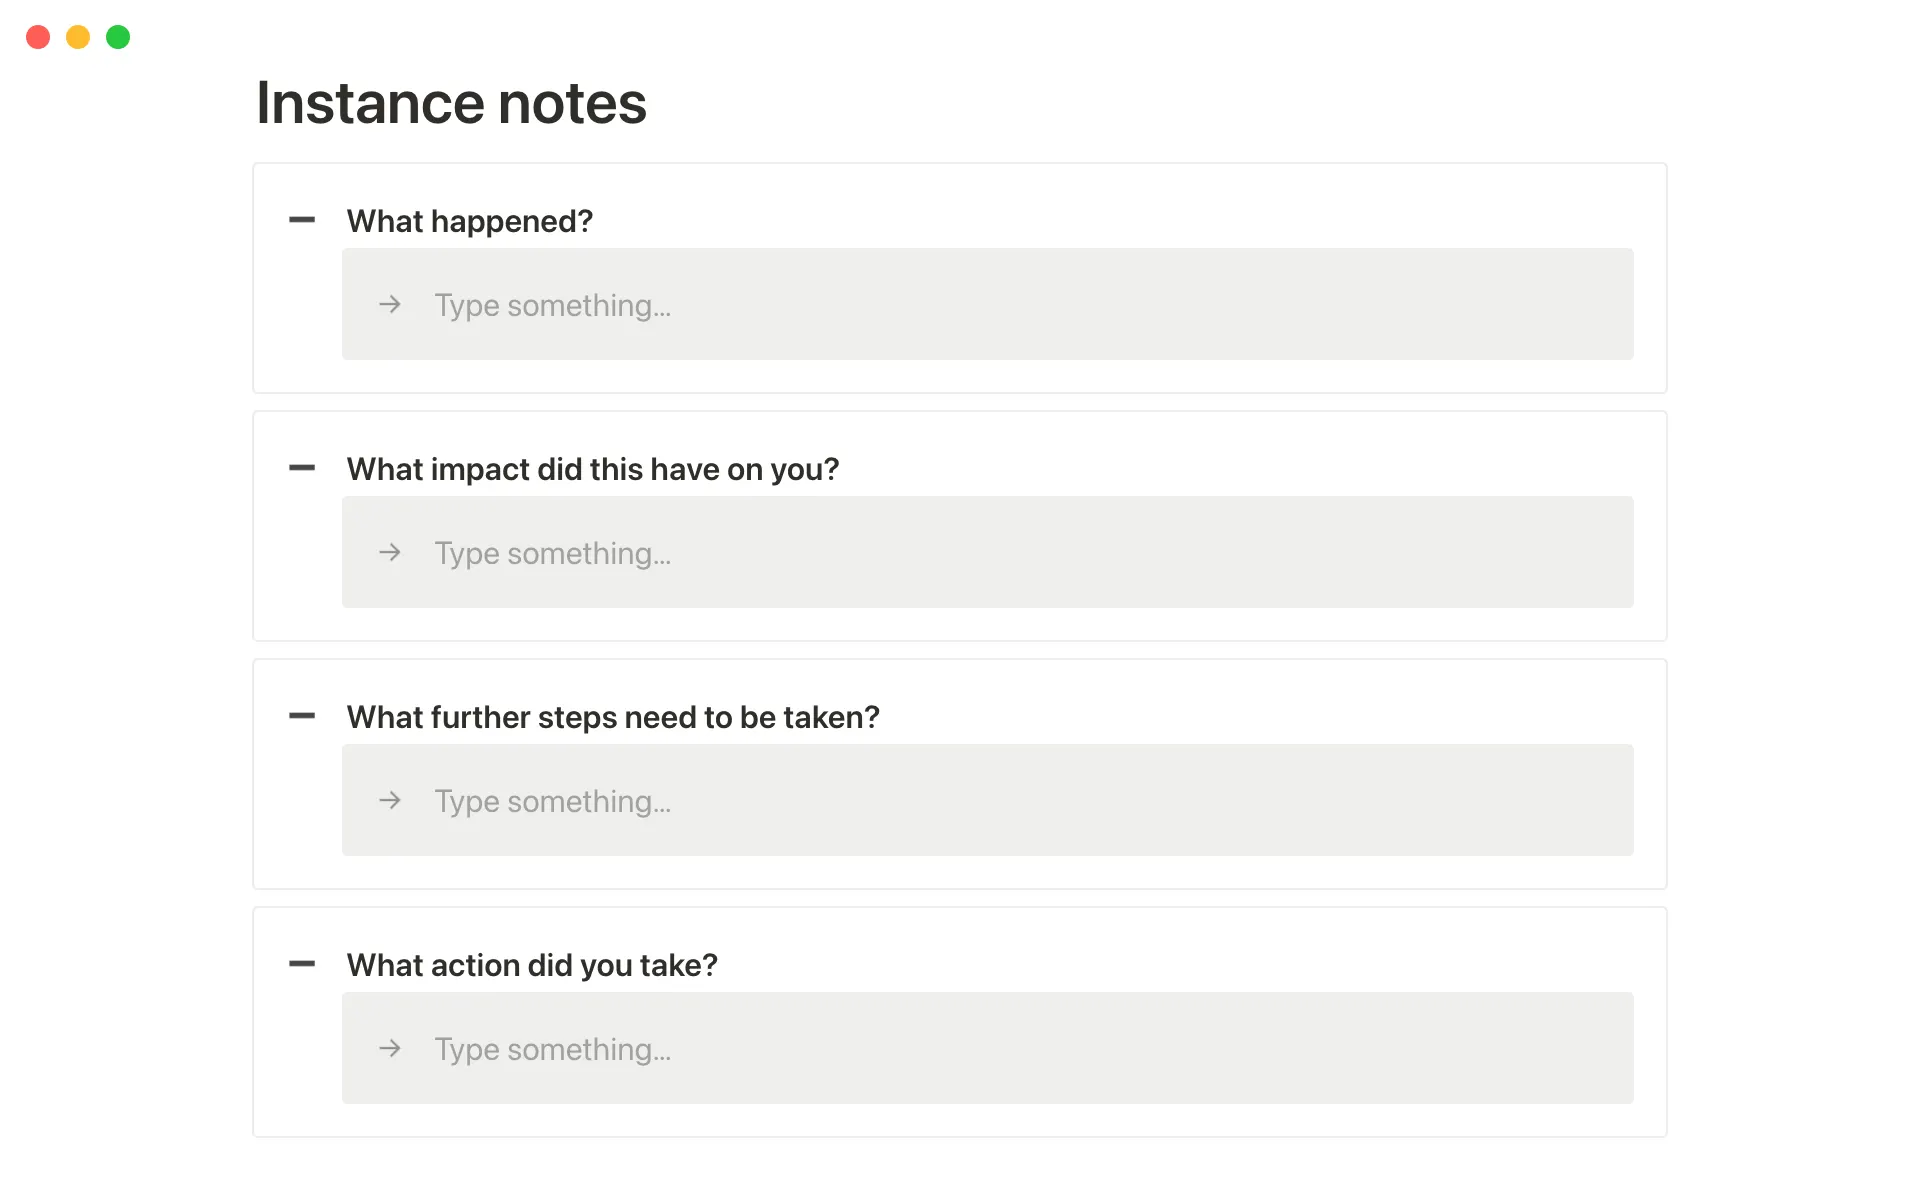 Instance notes
What happened?
→ Type something...
What impact did this have on you?
→ Type something...
What further steps need to be taken?
→ Type something...
What action did you take?
→ Type something...